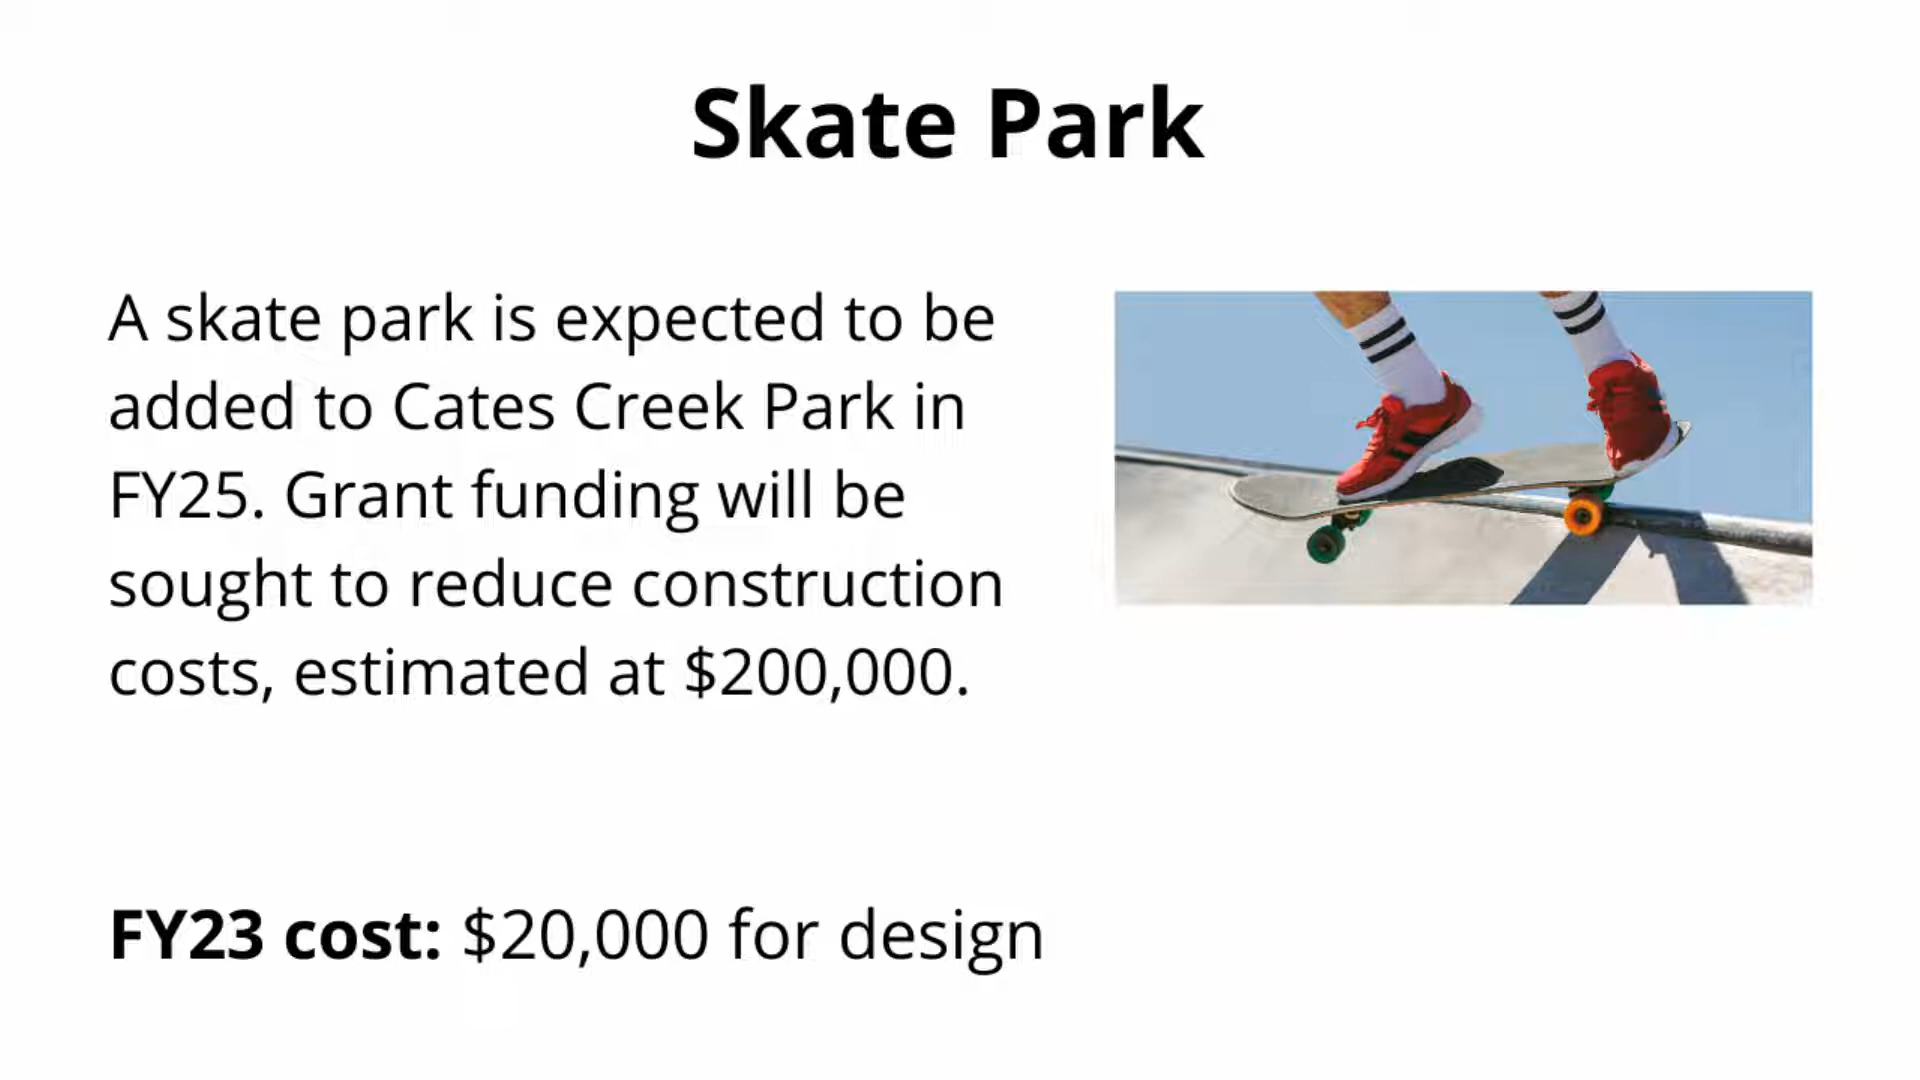 Skate Park
A skate park is expected to be
added to Cates Creek Park in
FY25. Grant funding will be
sought to reduce construction
costs, estimated at $200,000.
FY23 cost: $20,000 for design